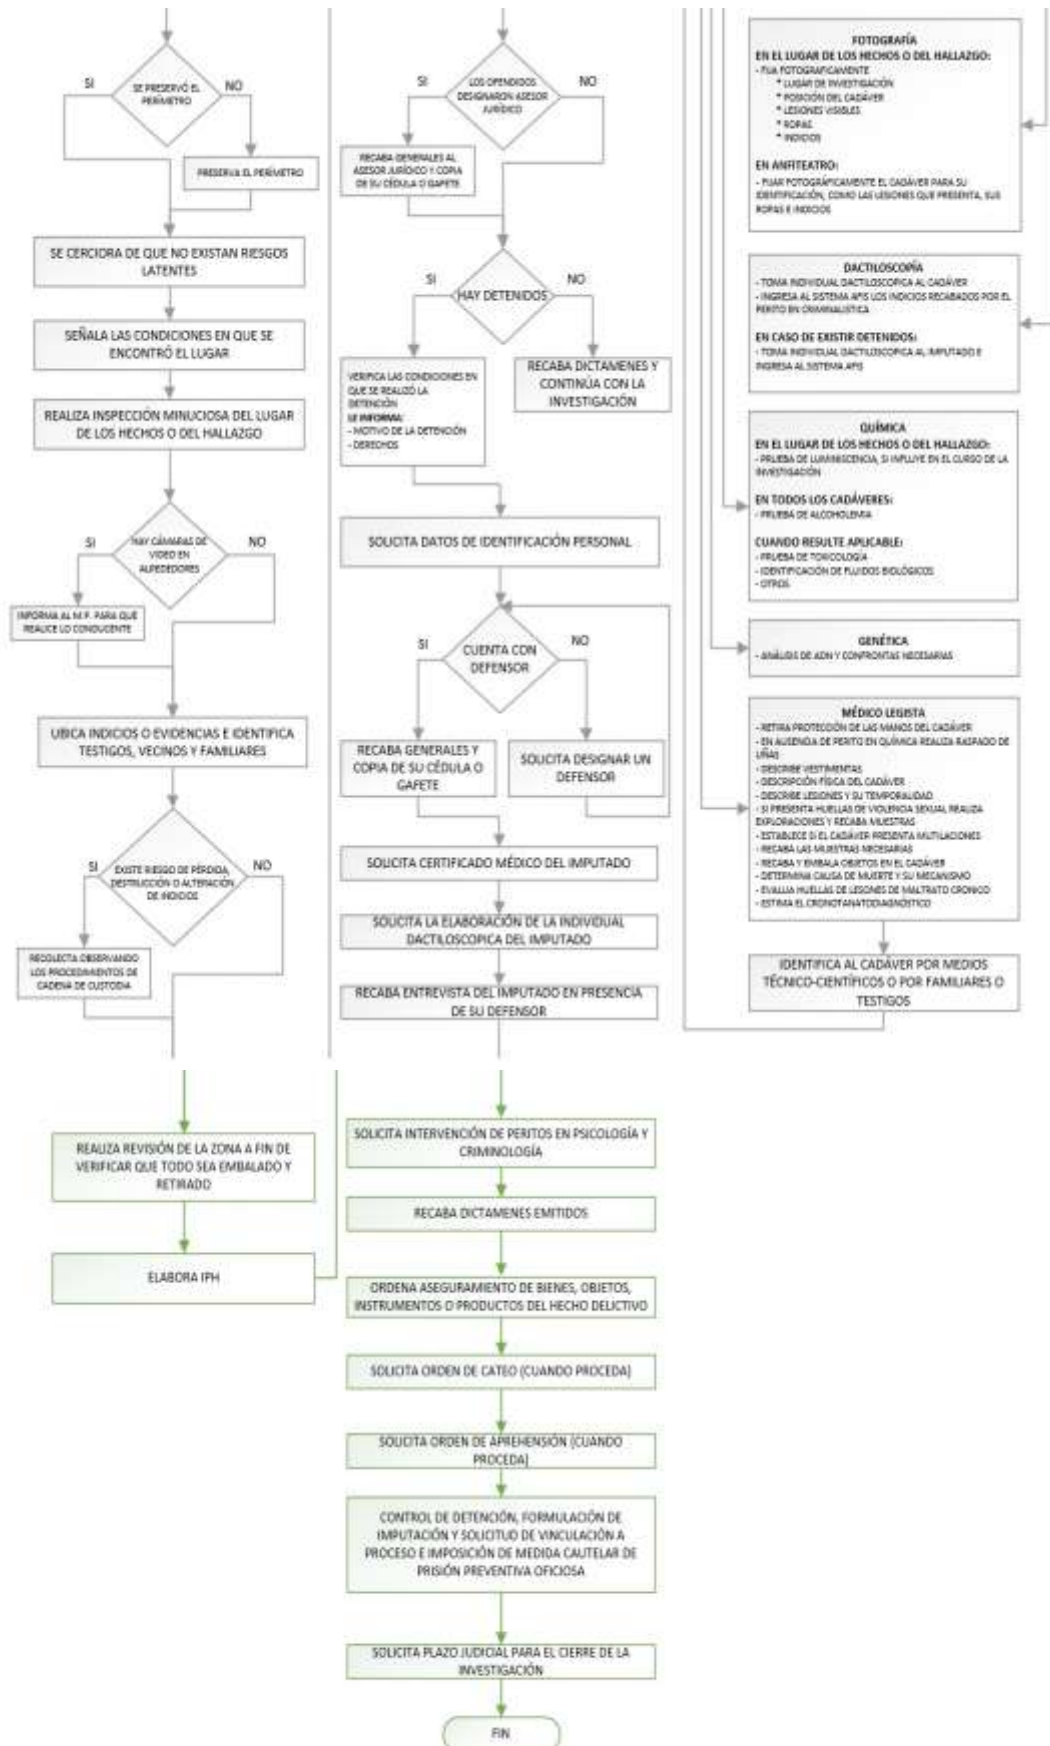 SE PRESERVÓ EL
PERÍMETRO
SI
NO
PRESERVA EL PERÍMETRO
SE CERCIORA DE QUE NO EXISTAN RIESGOS
LATENTES
SEÑALA LAS CONDICIONES EN QUE SE
ENCONTRÓ EL LUGAR
REALIZA INSPECCIÓN MINUCIOSA DEL LUGAR
DE LOS HECHOS O DEL HALLAZGO
SI
HAY CÁMARAS DE
VIDEO EN
ALREDEDORES
NO
INFORMA AL M.P. PARA QUE
REALICE LO CONDUCENTE
UBICA INDICIOS O EVIDENCIAS E IDENTIFICA
TESTIGOS, VECINOS Y FAMILIARES
SI
EXISTE RIESGO DE PÉRDIDA,
DESTRUCCIÓN O ALTERACIÓN
DE INDICIOS
NO
RECOLECTA OBSERVANDO
LOS PROCEDIMIENTOS DE
CADENA DE CUSTODIA
REALIZA REVISIÓN DE LA ZONA A FIN DE
VERIFICAR QUE TODO SEA EMBALADO Y
RETIRADO
ELABORA IPH
SI
LOS OFENDIDOS
DESIGNARON ASESOR
JURÍDICO
NO
RECABA GENERALES AL
ASESOR JURÍDICO Y COPIA
DE SU CÉDULA O GAFETE
SI
HAY DETENIDOS
NO
VERIFICA LAS CONDICIONES EN
QUE SE REALIZÓ LA
DETENCIÓN
LE INFORMA:
- MOTIVO DE LA DETENCIÓN
- DERECHOS
RECABA DICTAMENES Y
CONTINÚA CON LA
INVESTIGACIÓN
SOLICITA DATOS DE IDENTIFICACIÓN PERSONAL
SI
CUENTA CON
DEFENSOR
NO
RECABA GENERALES Y
COPIA DE SU CÉDULA O
GAFETE
SOLICITA DESIGNAR UN
DEFENSOR
SOLICITA CERTIFICADO MÉDICO DEL IMPUTADO
SOLICITA LA ELABORACIÓN DE LA INDIVIDUAL
DACTILOSCOPICA DEL IMPUTADO
RECABA ENTREVISTA DEL IMPUTADO EN PRESENCIA
DE SU DEFENSOR
SOLICITA INTERVENCIÓN DE PERITOS EN PSICOLOGÍA Y
CRIMINOLOGÍA
RECABA DICTAMENES EMITIDOS
ORDENA ASEGURAMIENTO DE BIENES, OBJETOS,
INSTRUMENTOS O PRODUCTOS DEL HECHO DELICTIVO
SOLICITA ORDEN DE CATEO (CUANDO PROCEDA)
SOLICITA ORDEN DE APREHENSIÓN (CUANDO
PROCEDA)
CONTROL DE DETENCIÓN, FORMULACIÓN DE
IMPUTACIÓN Y SOLICITUD DE VINCULACIÓN A
PROCESO E IMPOSICIÓN DE MEDIDA CAUTELAR DE
PRISIÓN PREVENTIVA OFICIOSA
SOLICITA PLAZO JUDICIAL PARA EL CIERRE DE LA
INVESTIGACIÓN
FIN
FOTOGRAFÍA
EN EL LUGAR DE LOS HECHOS O DEL HALLAZGO:
- FIJA FOTOGRAFICAMENTE
* LUGAR DE INVESTIGACIÓN
* POSICIÓN DEL CADÁVER
* LESIONES VISIBLES
* ROPAS
* INDICIOS
EN ANFITEATRO:
- FIJAR FOTOGRÁFICAMENTE EL CADÁVER PARA SU
IDENTIFICACIÓN, COMO LAS LESIONES QUE PRESENTA, SUS
ROPAS E INDICIOS
DACTILOSCOPÍA
- TOMA INDIVIDUAL DACTILOSCOPICA AL CADÁVER
- INGRESA AL SISTEMA AFIS LOS INDICIOS RECABADOS POR EL
PERITO EN CRIMINALISTICA
EN CASO DE EXISTIR DETENIDOS:
- TOMA INDIVIDUAL DACTILOSCOPICA AL IMPUTADO E
INGRESA AL SISTEMA AFIS
QUÍMICA
EN EL LUGAR DE LOS HECHOS O DEL HALLAZGO:
- PRUEBA DE LUMINISCENCIA, SI INFLUYE EN EL CURSO DE LA
INVESTIGACIÓN
EN TODOS LOS CADÁVERES:
- PRUEBA DE ALCOHOLEMIA
CUANDO RESULTE APLICABLE:
- PRUEBA DE TOXICOLOGÍA
- IDENTIFICACIÓN DE FLUIDOS BIOLÓGICOS
- OTROS
GENÉTICA
- ANÁLISIS DE ADN Y CONFRONTAS NECESARIAS
MÉDICO LEGISTA
- RETIRA PROTECCIÓN DE LAS MANOS DEL CADÁVER
- EN AUSENCIA DE PERITO EN QUÍMICA REALIZA RASPADO DE
UÑAS
- DESCRIBE VESTIMENTAS
- DESCRIPCIÓN FÍSICA DEL CADÁVER
- DESCRIBE LESIONES Y SU TEMPORALIDAD
- SI PRESENTA HUELLAS DE VIOLENCIA SEXUAL REALIZA
EXPLORACIONES Y RECABA MUESTRAS
- ESTABLECE SI EL CADÁVER PRESENTA MUTILACIONES
- RECABA LAS MUESTRAS NECESARIAS
- RECABA Y EMBALA OBJETOS EN EL CADÁVER
- DETERMINA CAUSA DE MUERTE Y SU MECANISMO
- EVALUA HUELLAS DE LESIONES DE MALTRATO CRONICO
- ESTIMA EL CRONOTANATODIAGNÓSTICO
IDENTIFICA AL CADÁVER POR MEDIOS
TÉCNICO-CIENTÍFICOS O POR FAMILIARES O
TESTIGOS